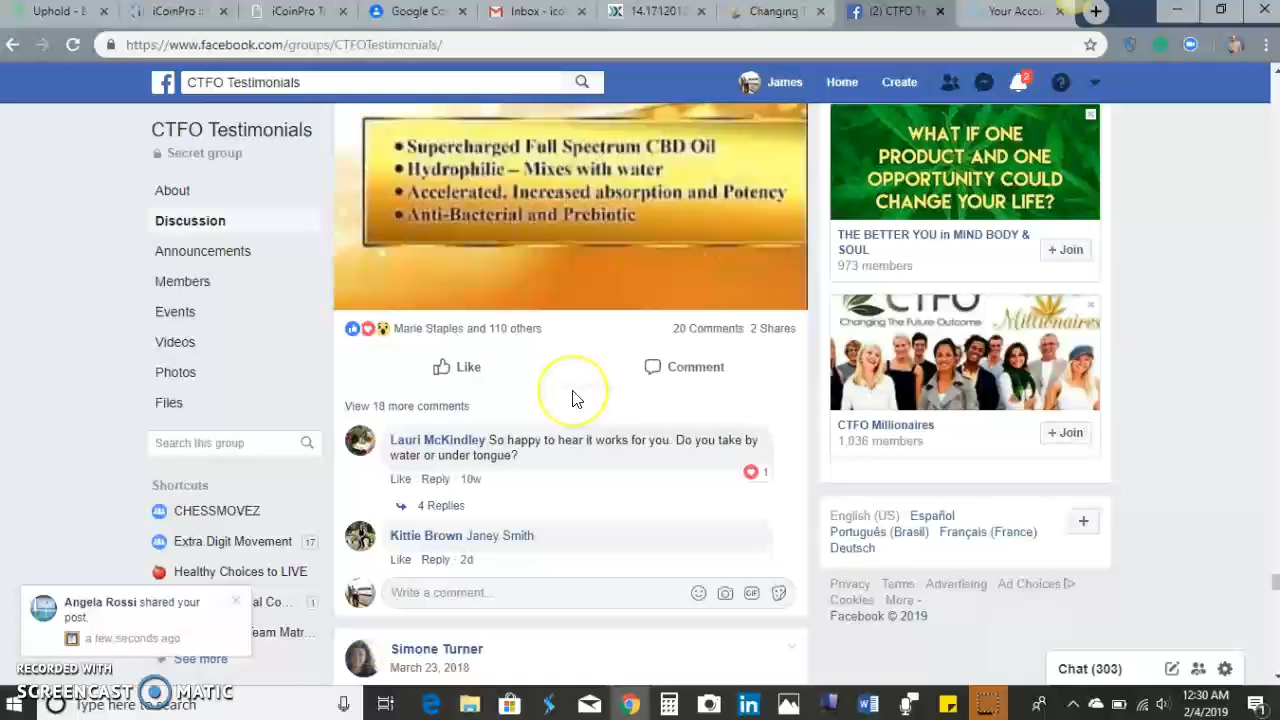 Uphold - E
iCoinPro :
iCoinPro T
Google Co
Inbox - ico
14.171201
Changing T
(2) CTFO Te
Your Accou
https://www.facebook.com/groups/CTFOTestimonials/
CTFO Testimonials
James
Home
Create
2
CTFO Testimonials
Secret group
About
Discussion
Announcements
Members
Events
Videos
Photos
Files
Search this group
Shortcuts
CHESSMOVEZ
Extra Digit Movement 17
Healthy Choices to LIVE
al Co... 1
eam Matr...
See more
Angela Rossi shared your
post.
a few seconds ago
RECORDED WITH
SCREENCAST MATIC
•Supercharged Full Spectrum CBD Oil
•Hydrophilic – Mixes with water
•Accelerated, Increased absorption and Potency
•Anti-Bacterial and Prebiotic
Marie Staples and 110 others
20 Comments 2 Shares
Like
Comment
View 18 more comments
Lauri McKindley So happy to hear it works for you. Do you take by
water or under tongue?
1
Like Reply 10w
4 Replies
Kittie Brown Janey Smith
Like Reply 2d
Write a comment...
GIF
Simone Turner
March 23, 2018
WHAT IF ONE
PRODUCT AND ONE
OPPORTUNITY COULD
CHANGE YOUR LIFE?
THE BETTER YOU in MIND BODY &
SOUL
973 members
+ Join
CTFO
Changing The Future Outcome
Millionaires
CTFO Millionaires
1,036 members
+ Join
English (US) Español
Português (Brasil) Français (France)
Deutsch
Privacy Terms Advertising Ad Choices
Cookies More
Facebook © 2019
Chat (303)
Type here to search
12:30 AM
2/4/2019